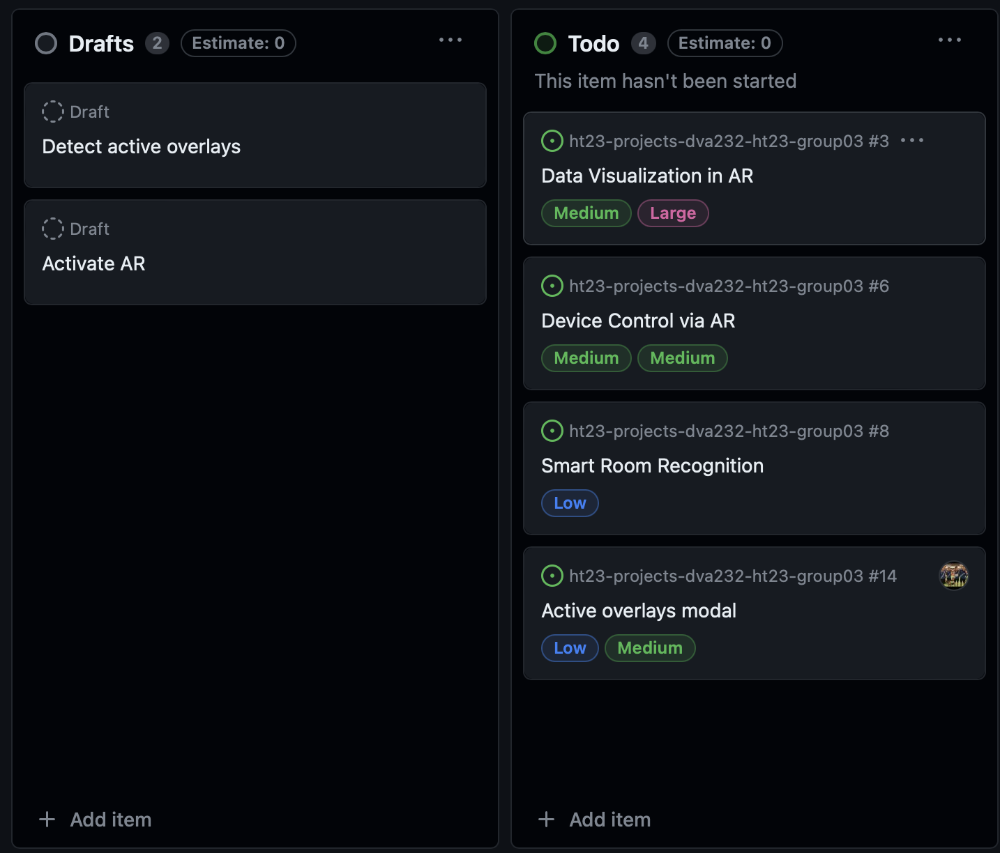 Drafts 2 Estimate: 0
Draft
Detect active overlays
Draft
Activate AR
+ Add item
Todo 4 Estimate: 0
This item hasn't been started
ht23-projects-dva232-ht23-group03 #3
Data Visualization in AR
Medium Large
ht23-projects-dva232-ht23-group03 #6
Device Control via AR
Medium Medium
ht23-projects-dva232-ht23-group03 #8
Smart Room Recognition
Low
ht23-projects-dva232-ht23-group03 #14
Active overlays modal
Low Medium
+ Add item